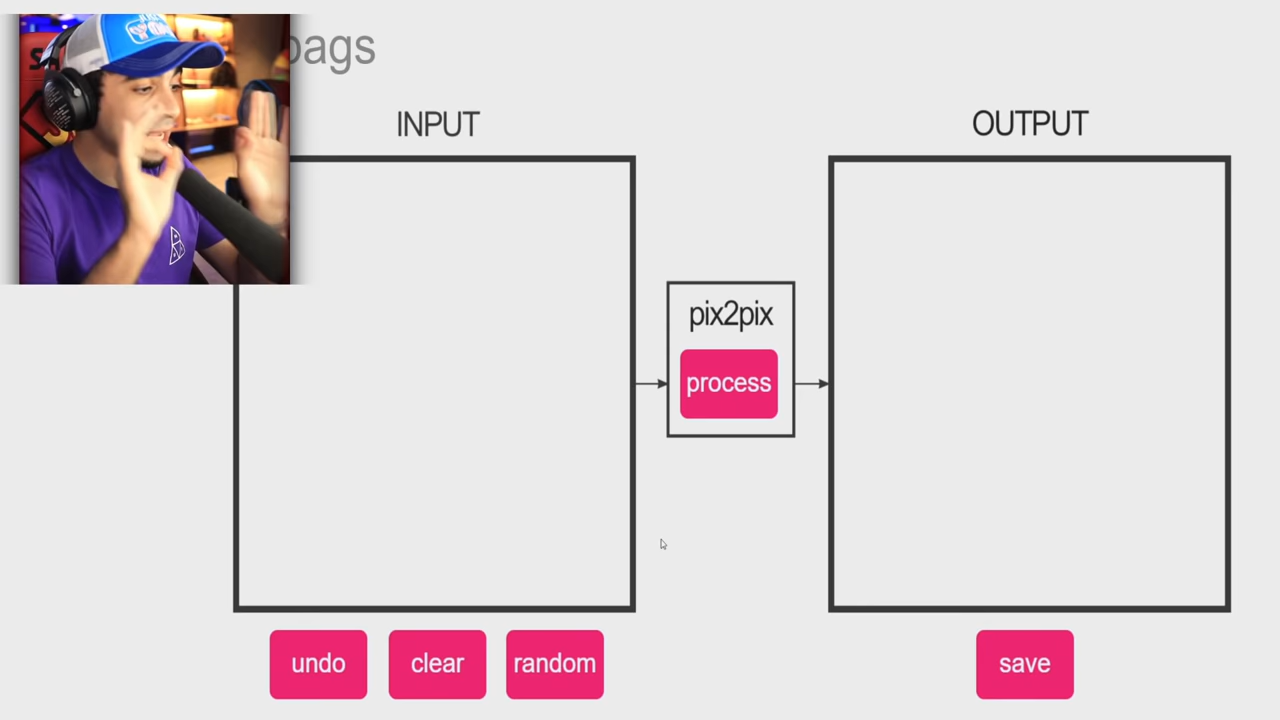 bags
INPUT
OUTPUT
pix2pix
process
undo
clear
random
save